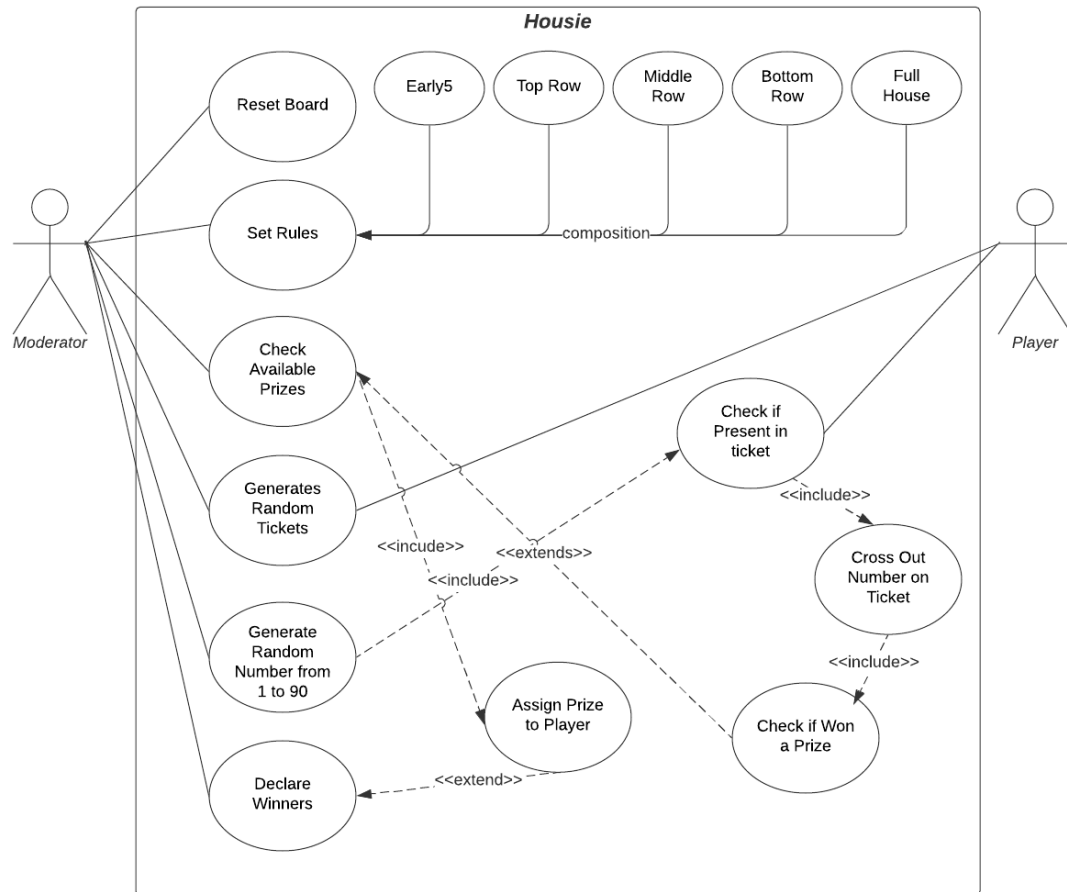 Housie
Reset Board
Early5
Top Row
Middle
Row
Bottom
Row
Full
House
Set Rules
composition
Moderator
Player
Check
Available
Prizes
Check if
Present in
ticket
Generates
Random
Tickets
<<include>>
<<incude>>
<<extends>>
<<include>>
Cross Out
Number on
Ticket
Generate
Random
Number from
1 to 90
<<include>>
Assign Prize
to Player
Check if Won
a Prize
<<extend>>
Declare
Winners